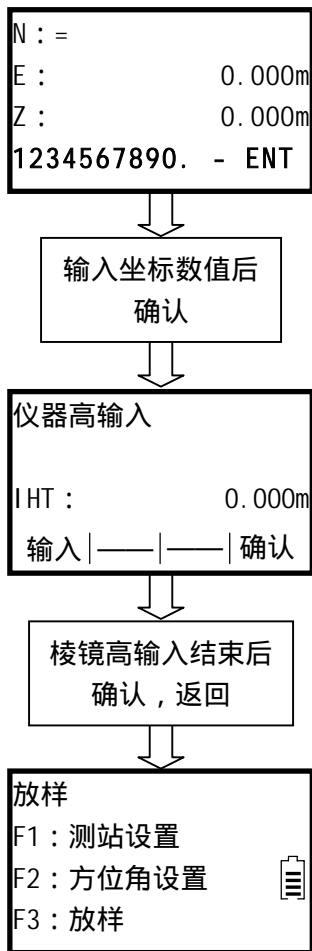 N：=
E： 0.000m
Z： 0.000m
1234567890. - ENT
输入坐标数值后
确认
仪器高输入
IHT： 0.000m
输入|——|——|确认
棱镜高输入结束后
确认，返回
放样
F1：测站设置
F2：方位角设置
F3：放样